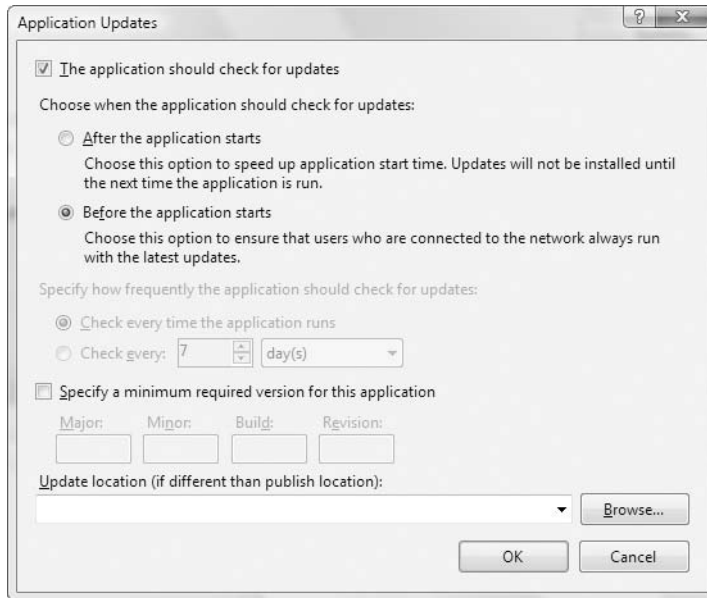 Application Updates
The application should check for updates
Choose when the application should check for updates:
After the application starts
Choose this option to speed up application start time. Updates will not be installed until
the next time the application is run.
Before the application starts
Choose this option to ensure that users who are connected to the network always run
with the latest updates.
Specify how frequently the application should check for updates:
Check every time the application runs
Check every: 7 day(s)
Specify a minimum required version for this application
Major: Minor: Build: Revision:
Update location (if different than publish location):
Browse...
OK Cancel